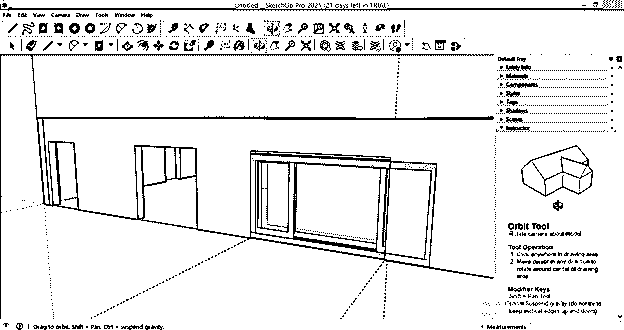 Untitled - SketchUp Pro 2025 (21 days left in TRIAL)
File Edit View Camera Draw Tools Window Help
Default Tray
Entity Info
Materials
Components
Styles
Tags
Shadows
Scenes
Instructor
Orbit Tool
Rotate camera about model
Tool Operation
1 Click anywhere in drawing area
2 Move cursor in any direction to
rotate around center of drawing
area
Modifier Keys
Shift = Pan Tool
Suspend gravity (do not try to
keep vertical edges up and down)
Drag to orbit. Shift = Pan, Ctrl = suspend gravity.
Measurements